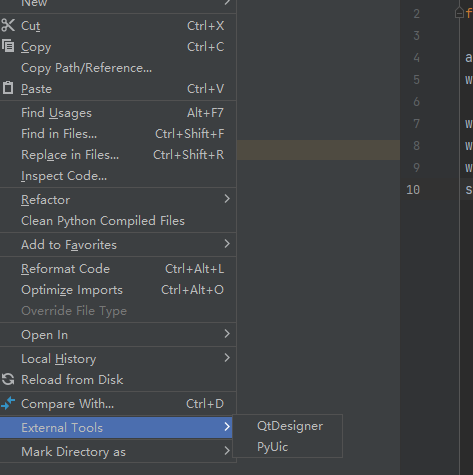 New
Cut Ctrl+X
Copy Ctrl+C
Copy Path/Reference...
Paste Ctrl+V
Find Usages Alt+F7
Find in Files... Ctrl+Shift+F
Replace in Files... Ctrl+Shift+R
Inspect Code...
Refactor
Clean Python Compiled Files
Add to Favorites
Reformat Code Ctrl+Alt+L
Optimize Imports Ctrl+Alt+O
Override File Type
Open In
Local History
Reload from Disk
Compare With... Ctrl+D
External Tools
Mark Directory as
QtDesigner
PyUic
2 f
3
4 a
5 w
6
7 w
8 w
9 w
10 s